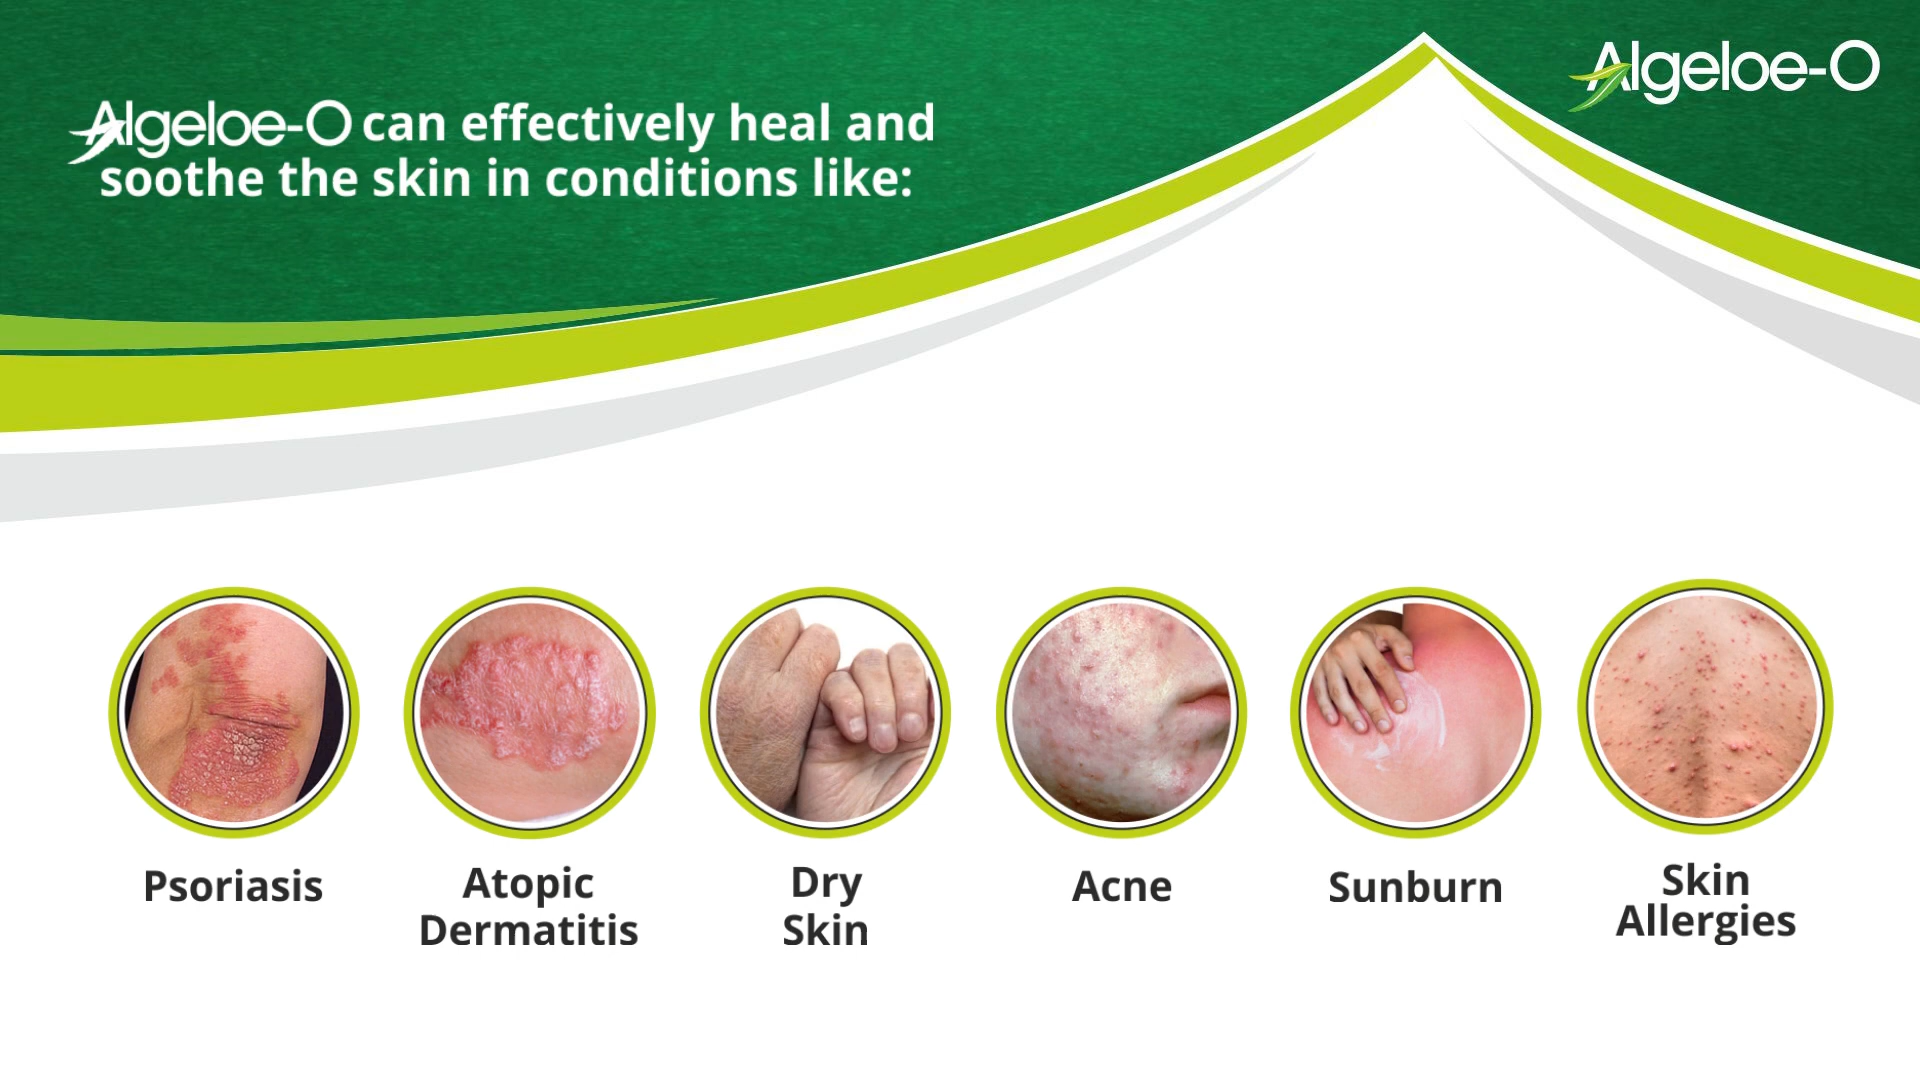 Algeloe-O
Algeloe-O can effectively heal and
soothe the skin in conditions like:
Psoriasis
Atopic
Dermatitis
Dry
Skin
Acne
Sunburn
Skin
Allergies